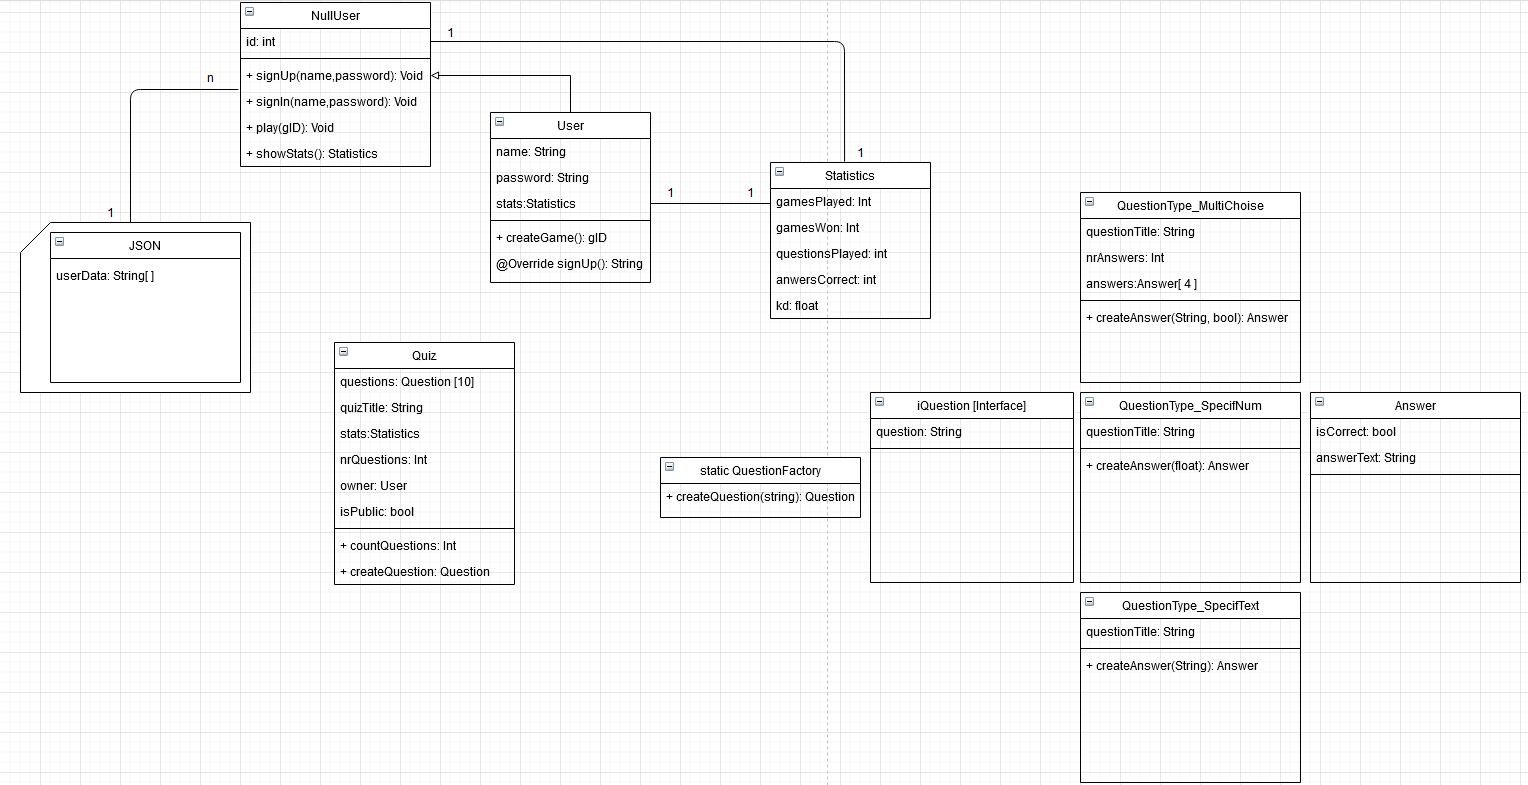 NullUser
id: int
+ signUp(name,password): Void
+ signIn(name,password): Void
+ play(gID): Void
+ showStats(): Statistics
1
n
1
User
name: String
password: String
stats:Statistics
+ createGame(): gID
@Override signUp(): String
1
1
1
Statistics
gamesPlayed: Int
gamesWon: Int
questionsPlayed: int
anwersCorrect: int
kd: float
JSON
userData: String[ ]
Quiz
questions: Question [10]
quizTitle: String
stats:Statistics
nrQuestions: Int
owner: User
isPublic: bool
+ countQuestions: Int
+ createQuestion: Question
static QuestionFactory
+ createQuestion(string): Question
iQuestion [Interface]
question: String
QuestionType_MultiChoise
questionTitle: String
nrAnswers: Int
answers:Answer[ 4 ]
+ createAnswer(String, bool): Answer
QuestionType_SpecifNum
questionTitle: String
+ createAnswer(float): Answer
Answer
isCorrect: bool
answerText: String
QuestionType_SpecifText
questionTitle: String
+ createAnswer(String): Answer